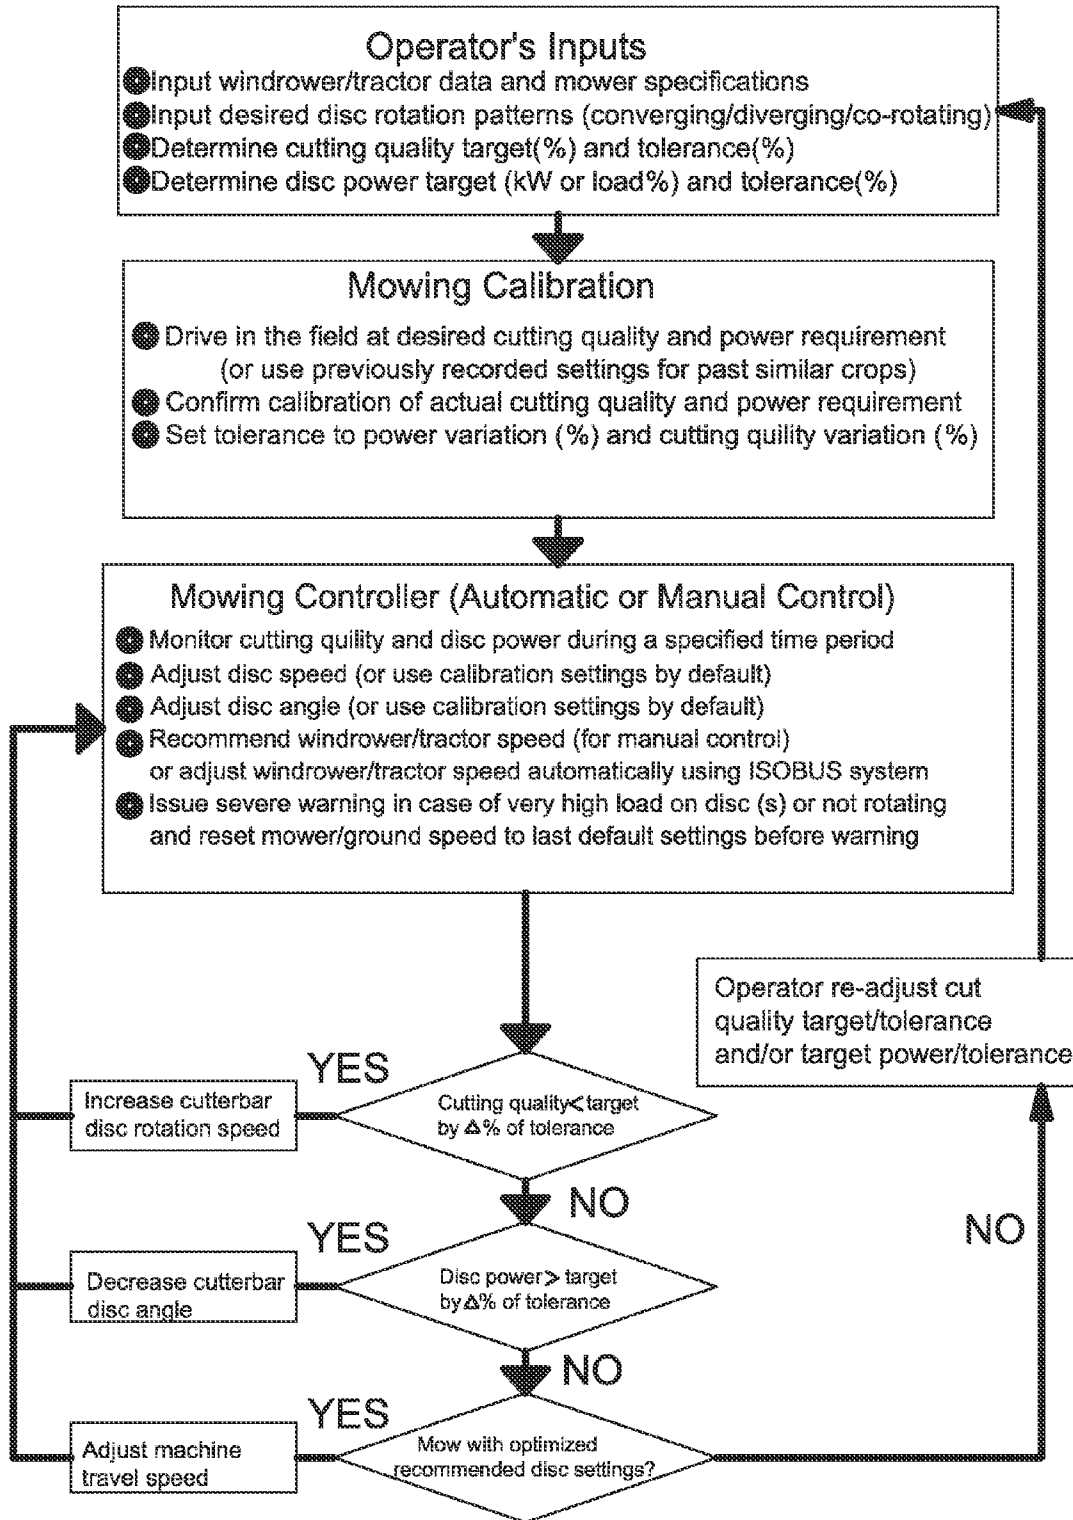 Operator's Inputs
Input windrower/tractor data and mower specifications
Input desired disc rotation patterns (converging/diverging/co-rotating)
Determine cutting quality target(%) and tolerance(%)
Determine disc power target (kW or load%) and tolerance(%)
Mowing Calibration
Drive in the field at desired cutting quality and power requirement
(or use previously recorded settings for past similar crops)
Confirm calibration of actual cutting quality and power requirement
Set tolerance to power variation (%) and cutting quility variation (%)
Mowing Controller (Automatic or Manual Control)
Monitor cutting quility and disc power during a specified time period
Adjust disc speed (or use calibration settings by default)
Adjust disc angle (or use calibration settings by default)
Recommend windrower/tractor speed (for manual control)
or adjust windrower/tractor speed automatically using ISOBUS system
Issue severe warning in case of very high load on disc (s) or not rotating
and reset mower/ground speed to last default settings before warning
Operator re-adjust cut
quality target/tolerance
and/or target power/tolerance
YES
Increase cutterbar
disc rotation speed
Cutting quality<target
by Δ% of tolerance
NO
NO
YES
Decrease cutterbar
disc angle
Disc power> target
by Δ% of tolerance
NO
YES
Adjust machine
travel speed
Mow with optimized
recommended disc settings?